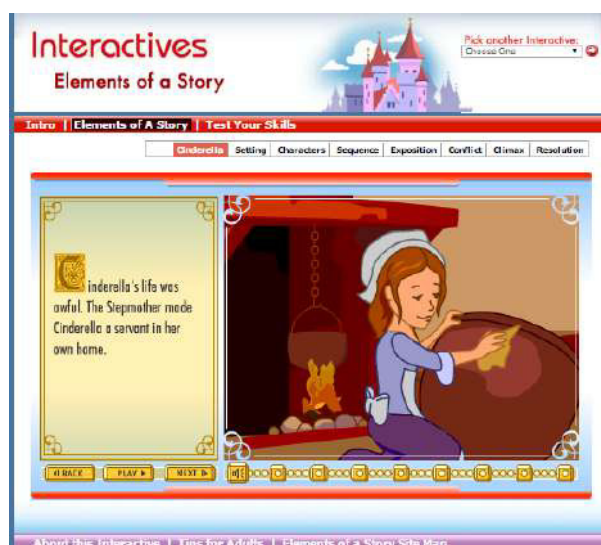 Interactives
Elements of a Story
Pick another Interactive:
Choose One
Intro | Elements of A Story | Test Your Skills
Cinderella Setting Characters Sequence Exposition Conflict Climax Resolution
Cinderella's life was
awful. The Stepmother made
Cinderella a servant in her
own home.
BACK PLAY NEXT
About this Interactive | Tips for Adults | Elements of a Story Site Map